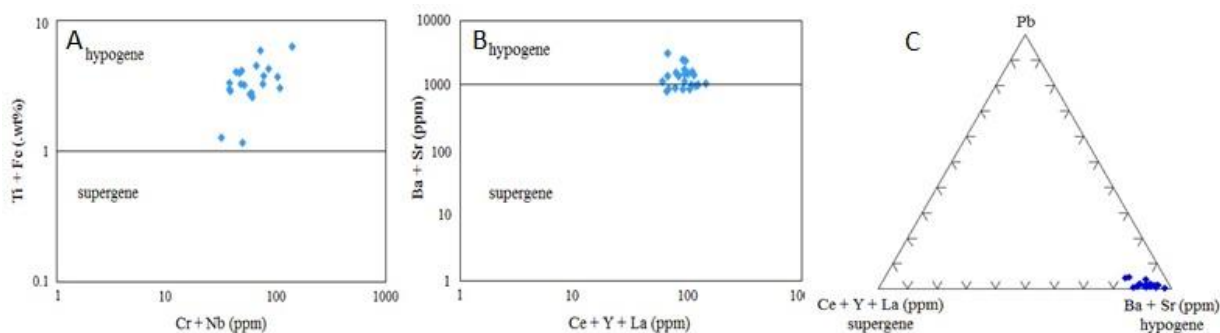 A
hypogene
supergene
10
1
0.1
Ti + Fe (.wt%)
1
10
100
1000
Cr + Nb (ppm)
B
hypogene
supergene
10000
1000
100
10
1
Ba + Sr (ppm)
1
10
100
100
Ce + Y + La (ppm)
C
Pb
Ce + Y + La (ppm)
supergene
Ba + Sr (ppm)
hypogene